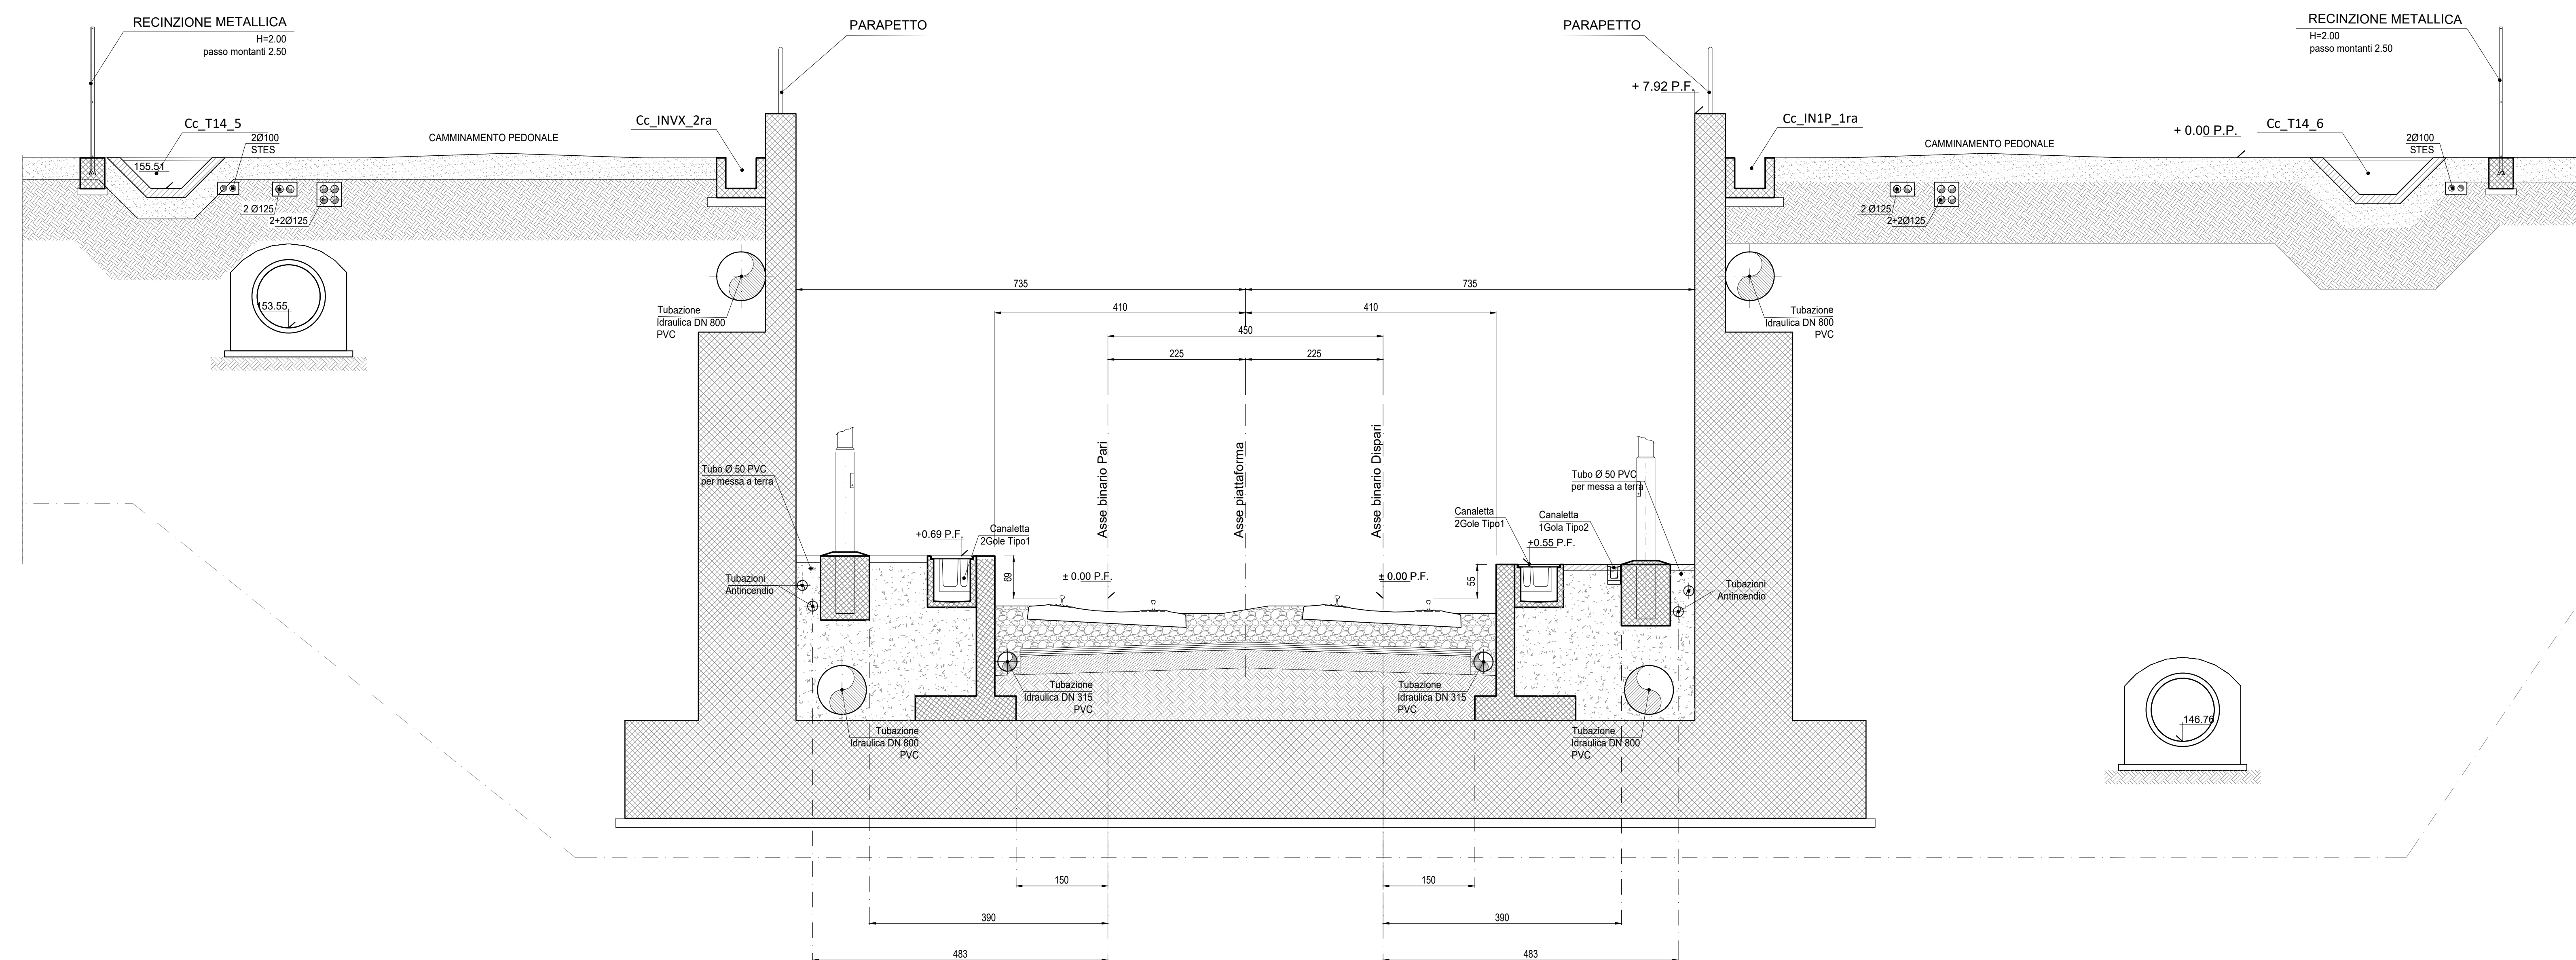 RECINZIONE METALLICA
H=2.00
passo montanti 2.50
PARAPETTO
PARAPETTO
RECINZIONE METALLICA
H=2.00
passo montanti 2.50
+ 7.92 P.F.
Cc_T14_5
2Ø100
STES
CAMMINAMENTO PEDONALE
Cc_INVX_2ra
Cc_IN1P_1ra
CAMMINAMENTO PEDONALE
+ 0.00 P.P.
Cc_T14_6
2Ø100
STES
155.51
2 Ø125
2+2Ø125
2 Ø125
2+2Ø125
153.55
Tubazione
Idraulica DN 800
PVC
735
735
Tubazione
Idraulica DN 800
PVC
410
410
450
225
225
Asse binario Pari
Asse piattaforma
Asse binario Dispari
Tubo Ø 50 PVC
per messa a terra
Tubo Ø 50 PVC
per messa a terra
+0.69 P.F.
Canaletta
2Gole Tipo1
Canaletta
2Gole Tipo1
Canaletta
1Gola Tipo2
+0.55 P.F.
Tubazioni
Antincendio
69
± 0.00 P.F.
± 0.00 P.F.
55
Tubazioni
Antincendio
Tubazione
Idraulica DN 315
PVC
Tubazione
Idraulica DN 315
PVC
Tubazione
Idraulica DN 800
PVC
Tubazione
Idraulica DN 800
PVC
146.76
150
150
390
390
483
483